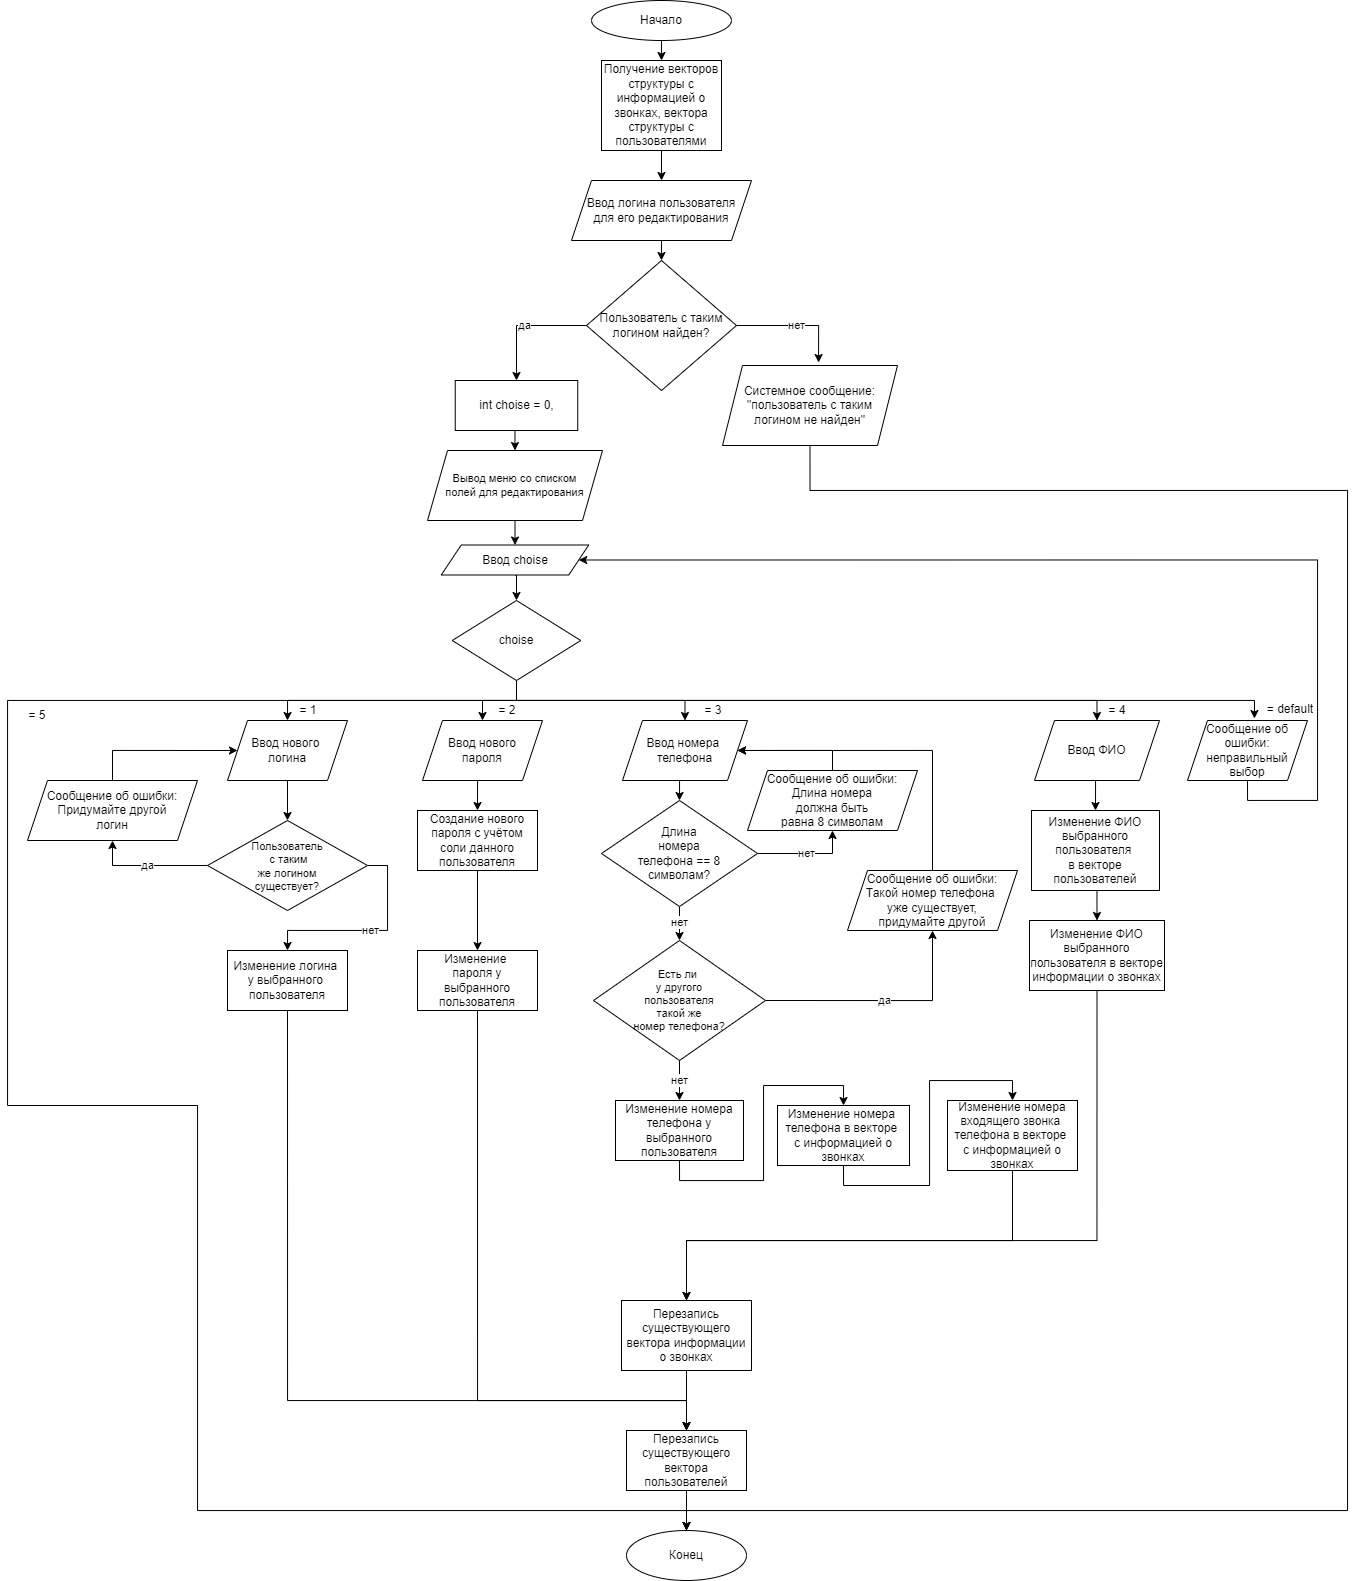 Начало
Получение векторов
структуры с
информацией о
звонках, вектора
структуры с
пользователями
Ввод логина пользователя
для его редактирования
Пользователь с таким
логином найден?
да
нет
int choise = 0,
Системное сообщение:
"пользователь с таким
логином не найден"
Вывод меню со списком
полей для редактирования
Ввод choise
choise
= 5
= 1
= 2
= 3
= 4
= default
Ввод нового
логина
Ввод нового
пароля
Ввод номера
телефона
Ввод ФИО
Сообщение об
ошибки:
неправильный
выбор
Сообщение об ошибки:
Придумайте другой
логин
Пользователь
с таким
же логином
существует?
да
нет
Изменение логина
у выбранного
пользователя
Создание нового
пароля с учётом
соли данного
пользователя
Изменение
пароля у
выбранного
пользователя
Длина
номера
телефона == 8
символам?
нет
Сообщение об ошибки:
Длина номера
должна быть
равна 8 символам
нет
Сообщение об ошибки:
Такой номер телефона
уже существует,
придумайте другой
Есть ли
у другого
пользователя
такой же
номер телефона?
да
нет
Изменение ФИО
выбранного
пользователя
в векторе
пользователей
Изменение ФИО
выбранного
пользователя в векторе
информации о звонках
Изменение номера
телефона у
выбранного
пользователя
Изменение номера
телефона в векторе
с информацией о
звонках
Изменение номера
входящего звонка
телефона в векторе
с информацией о
звонках
Перезапись
существующего
вектора информации
о звонках
Перезапись
существующего
вектора
пользователей
Конец